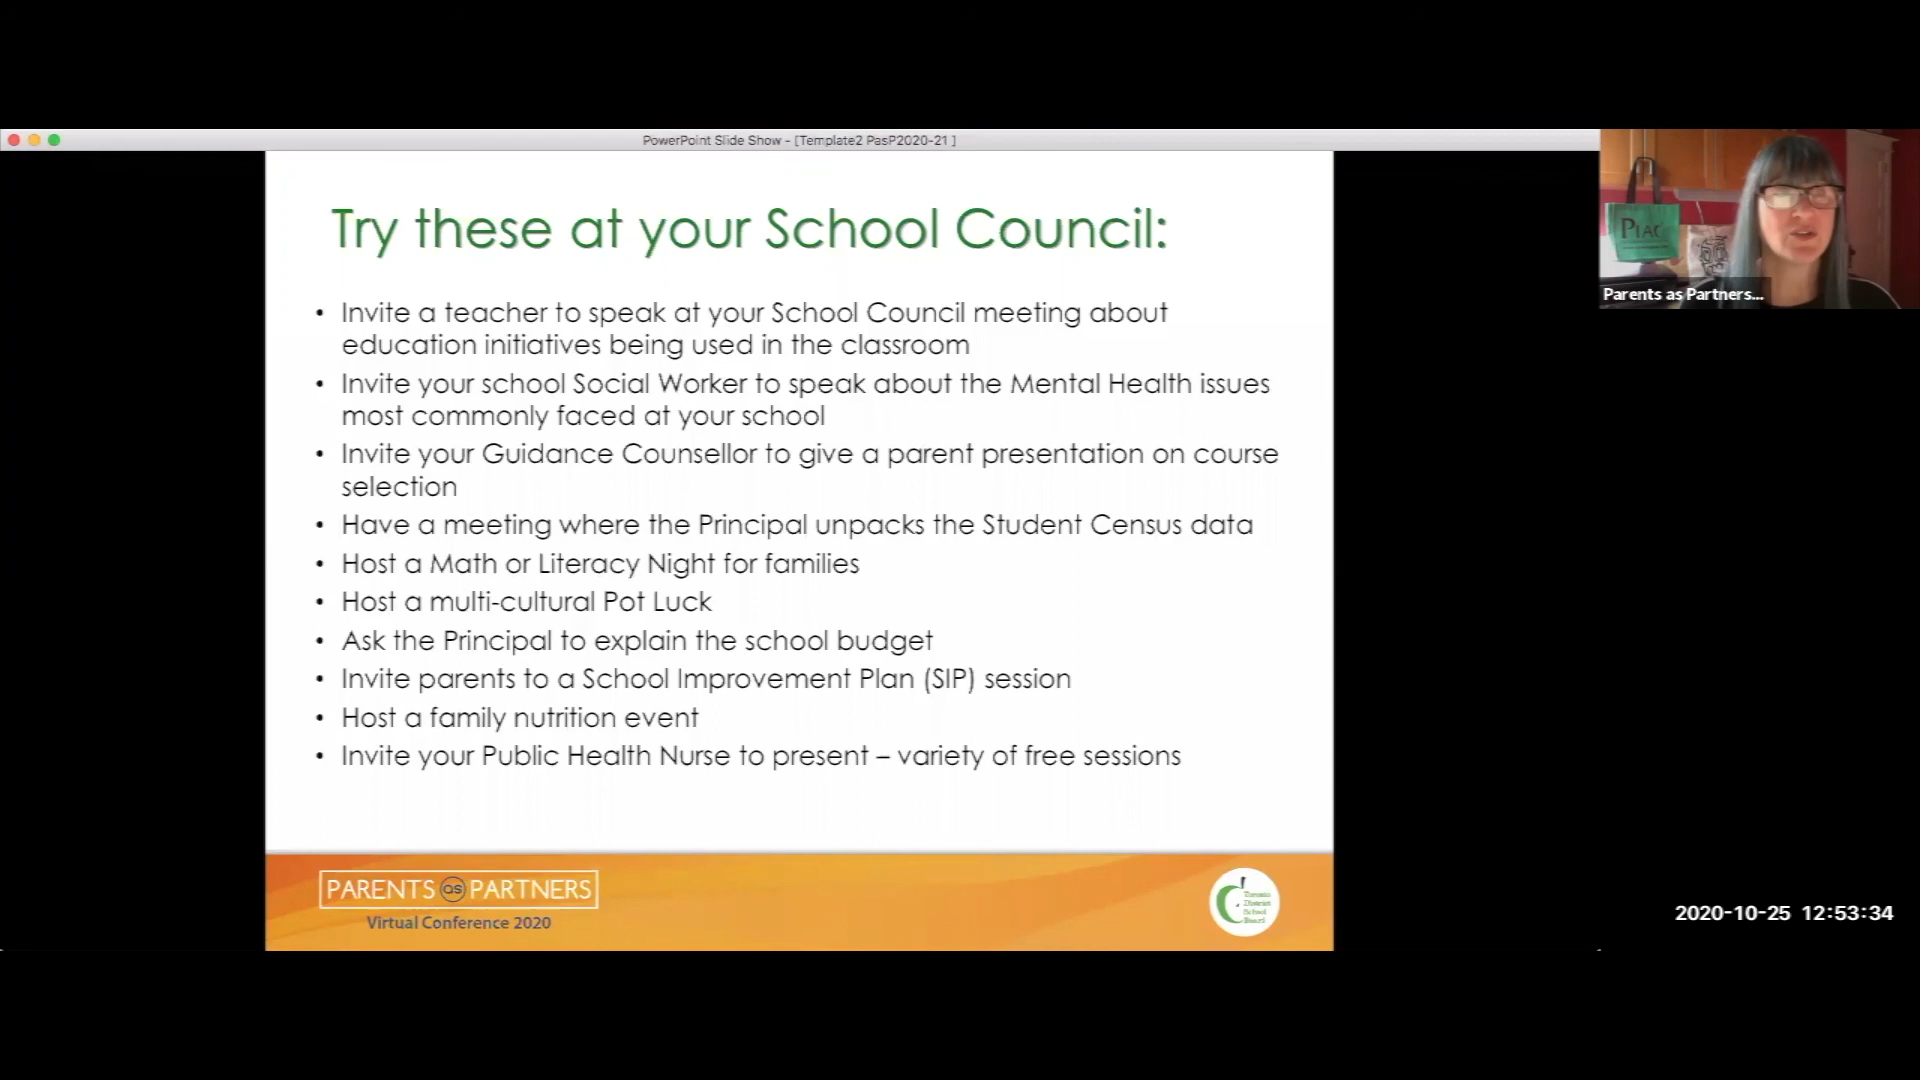 PowerPoint Slide Show - [Template2 PasP2020-21 ]
Try these at your School Council:
• Invite a teacher to speak at your School Council meeting about
education initiatives being used in the classroom
• Invite your school Social Worker to speak about the Mental Health issues
most commonly faced at your school
• Invite your Guidance Counsellor to give a parent presentation on course
selection
• Have a meeting where the Principal unpacks the Student Census data
• Host a Math or Literacy Night for families
• Host a multi-cultural Pot Luck
• Ask the Principal to explain the school budget
• Invite parents to a School Improvement Plan (SIP) session
• Host a family nutrition event
• Invite your Public Health Nurse to present – variety of free sessions
PARENTS as PARTNERS
Virtual Conference 2020
Toronto
District
School
Board
PIAC
Parents as Partners...
2020-10-25 12:53:34